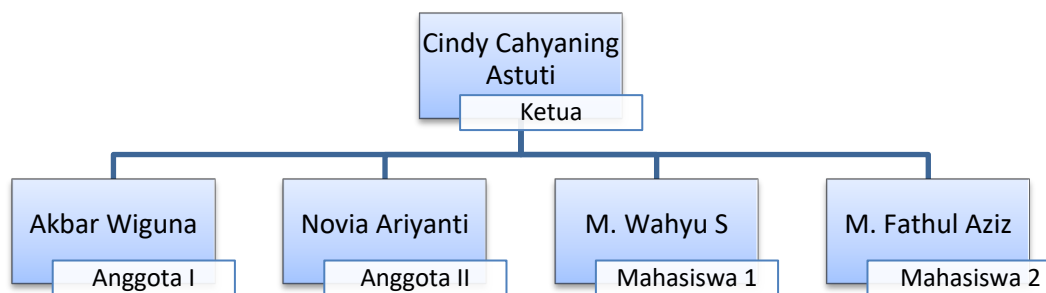 Cindy Cahyaning
Astuti
Ketua
Akbar Wiguna
Anggota I
Novia Ariyanti
Anggota II
M. Wahyu S
Mahasiswa 1
M. Fathul Aziz
Mahasiswa 2